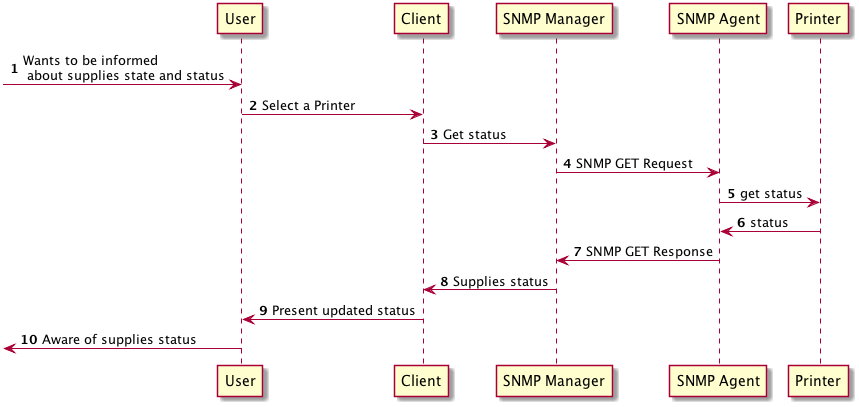 User Client SNMP Manager SNMP Agent Printer
1 Wants to be informed
about supplies state and status
2 Select a Printer
3 Get status
4 SNMP GET Request
5 get status
6 status
7 SNMP GET Response
8 Supplies status
9 Present updated status
10 Aware of supplies status
User Client SNMP Manager SNMP Agent Printer